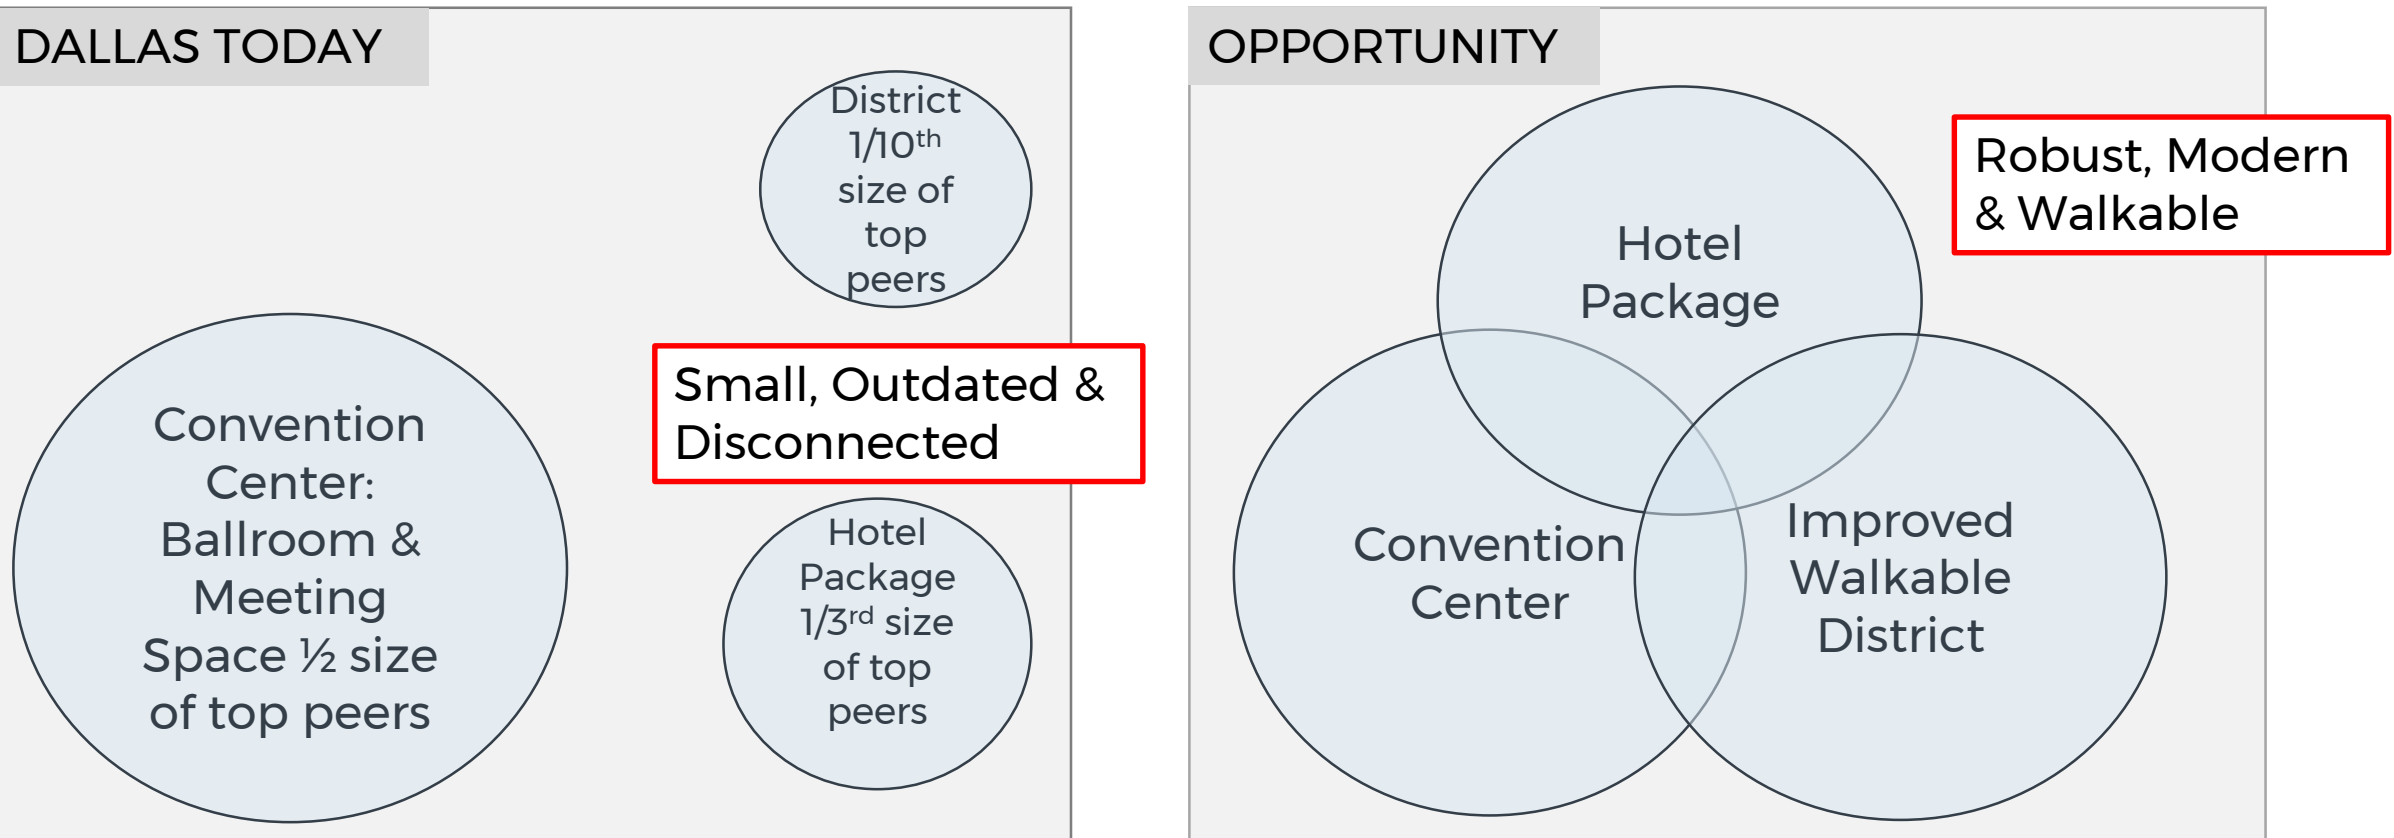 DALLAS TODAY
District
1/10th
size of
top
peers
Small, Outdated &
Disconnected
Convention
Center:
Ballroom &
Meeting
Space ½ size
of top peers
Hotel
Package
1/3rd size
of top
peers
OPPORTUNITY
Robust, Modern
& Walkable
Hotel
Package
Convention
Center
Improved
Walkable
District